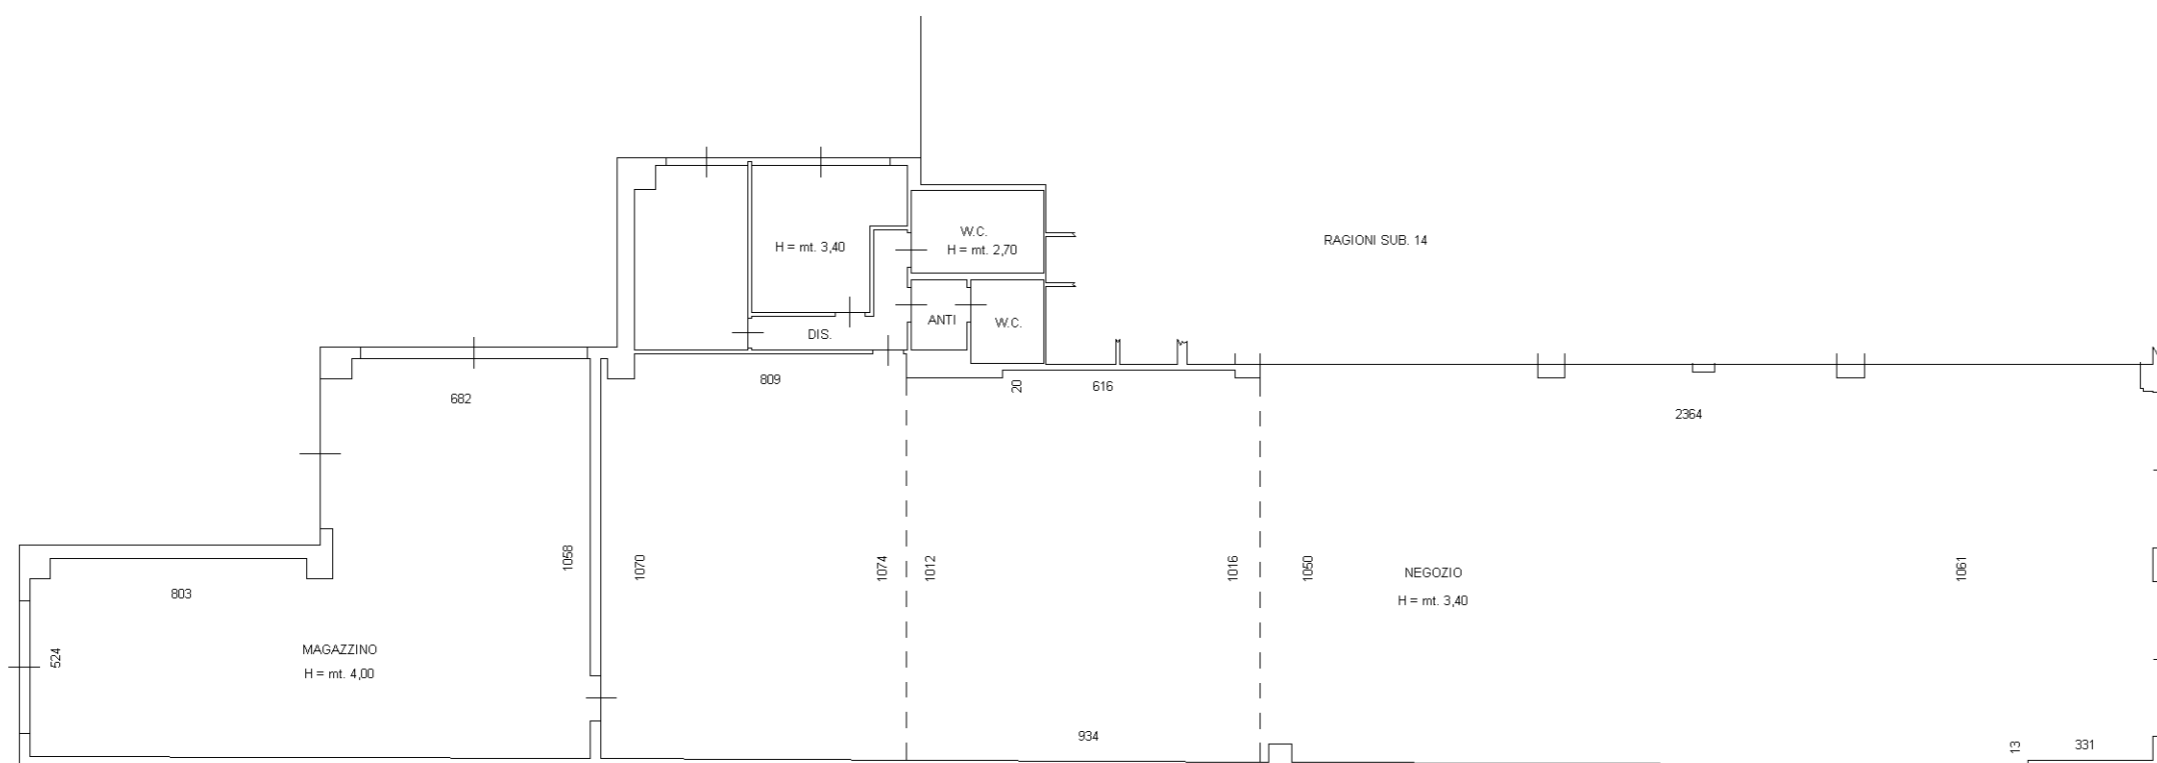 W.C.
H = mt. 2,70
H = mt. 3,40
RAGIONI SUB. 14
ANTI
W.C.
DIS.
809
20
616
682
2364
1058
1070
1074
1012
1016
1050
1061
NEGOZIO
H = mt. 3,40
803
524
MAGAZZINO
H = mt. 4,00
934
13
331